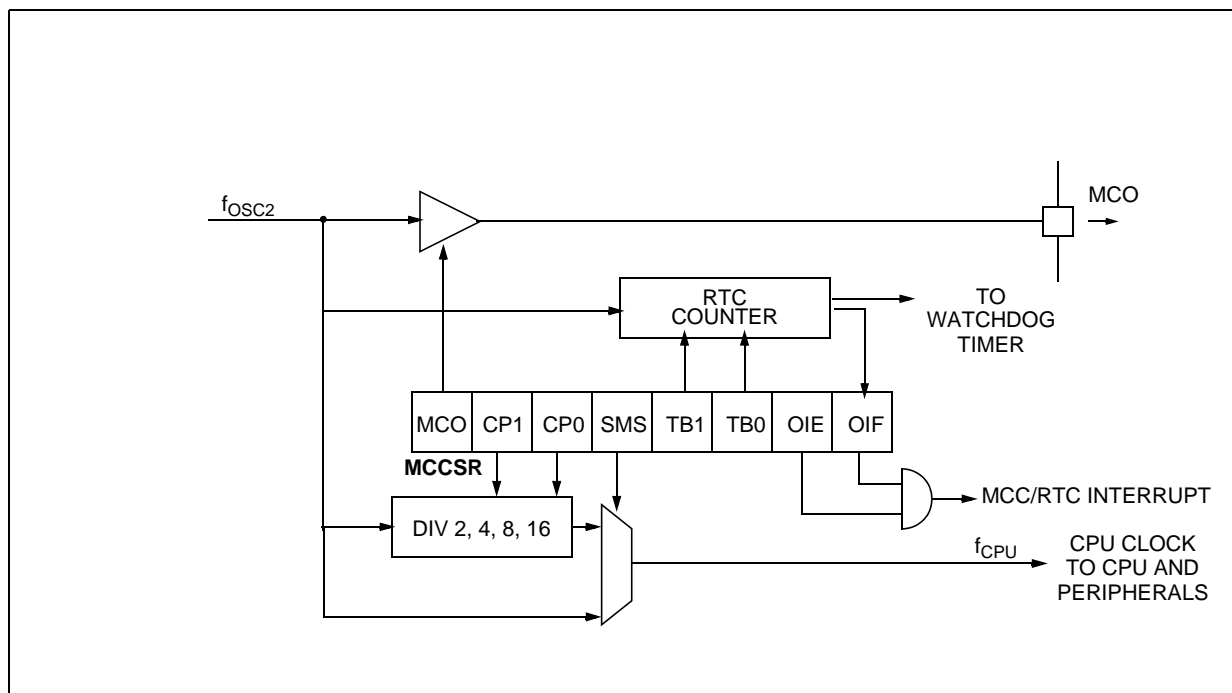 fOSC2
MCO
RTC
COUNTER
TO
WATCHDOG
TIMER
MCO CP1 CP0 SMS TB1 TB0 OIE OIF
MCCSR
MCC/RTC INTERRUPT
DIV 2, 4, 8, 16
fCPU
CPU CLOCK
TO CPU AND
PERIPHERALS